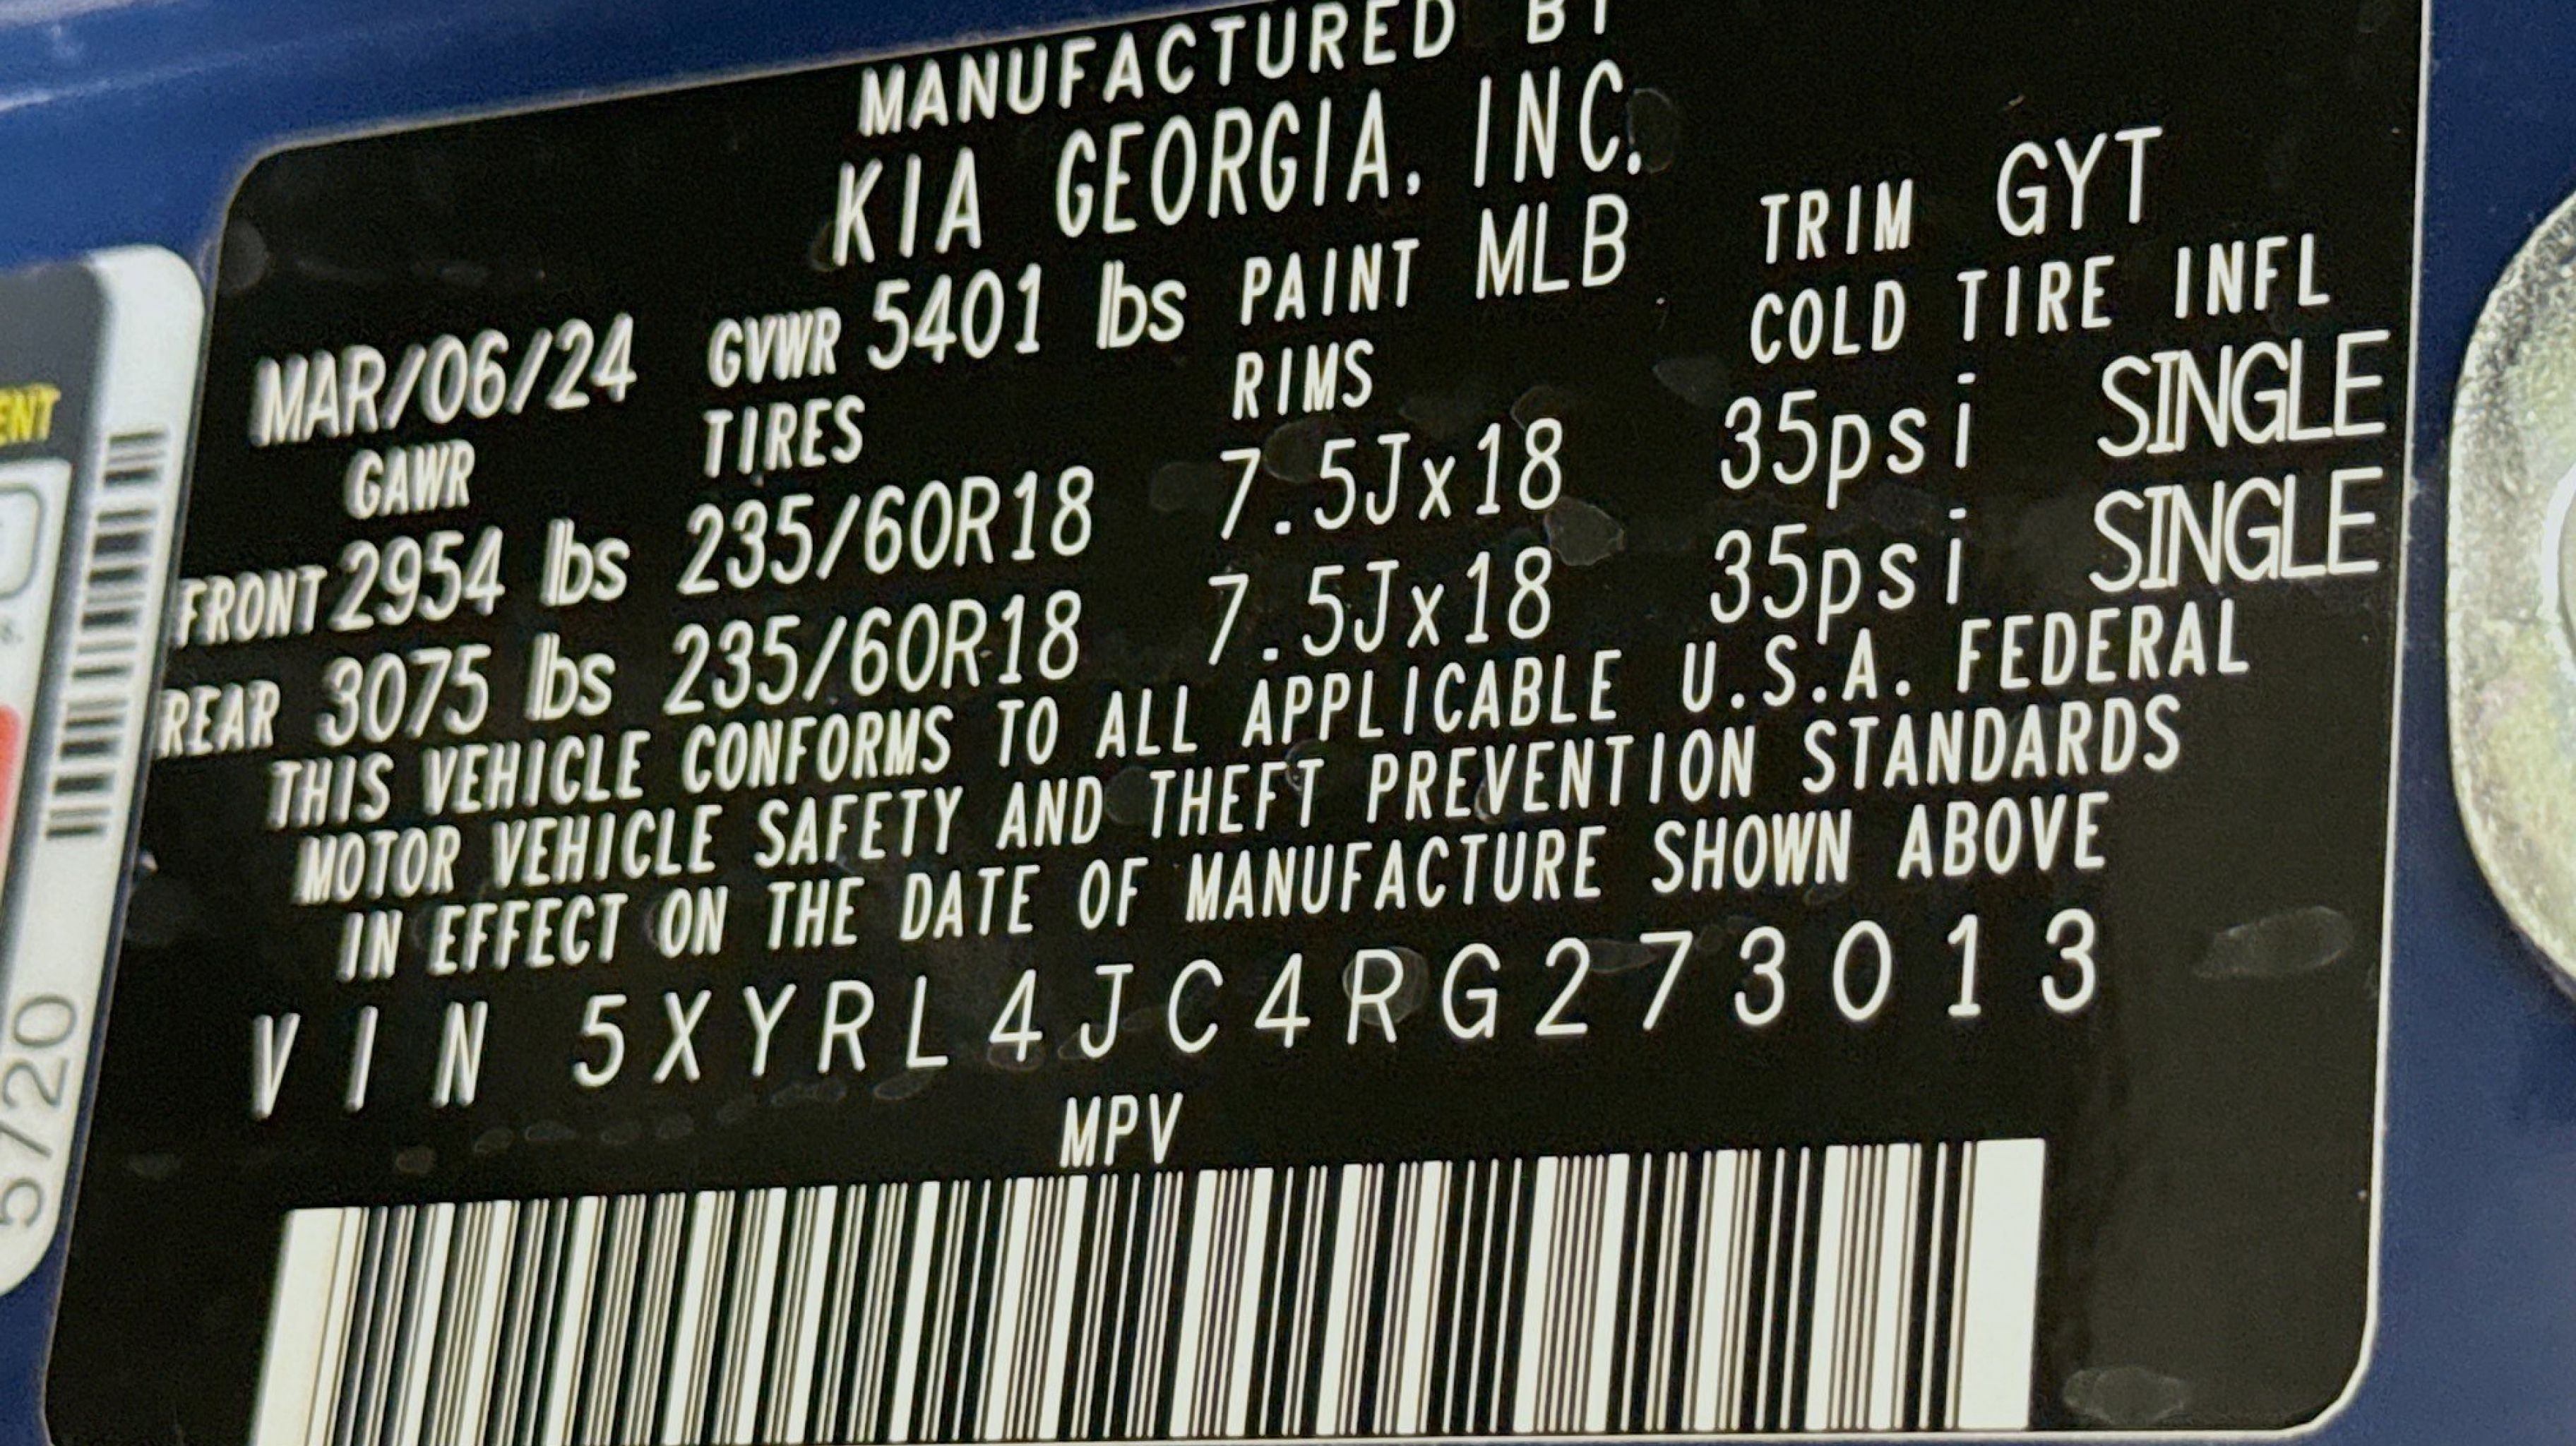 MANUFACTURED BY
KIA GEORGIA, INC.
MAR/06/24 GVWR 5401 lbs PAINT MLB TRIM GYT
GAWR TIRES RIMS COLD TIRE INFL
FRONT 2954 lbs 235/60R18 7.5Jx18 35psi SINGLE
REAR 3075 lbs 235/60R18 7.5Jx18 35psi SINGLE
THIS VEHICLE CONFORMS TO ALL APPLICABLE U.S.A. FEDERAL
MOTOR VEHICLE SAFETY AND THEFT PREVENTION STANDARDS
IN EFFECT ON THE DATE OF MANUFACTURE SHOWN ABOVE
VIN 5XYRL4JC4RG273013
MPV
ENT
5720